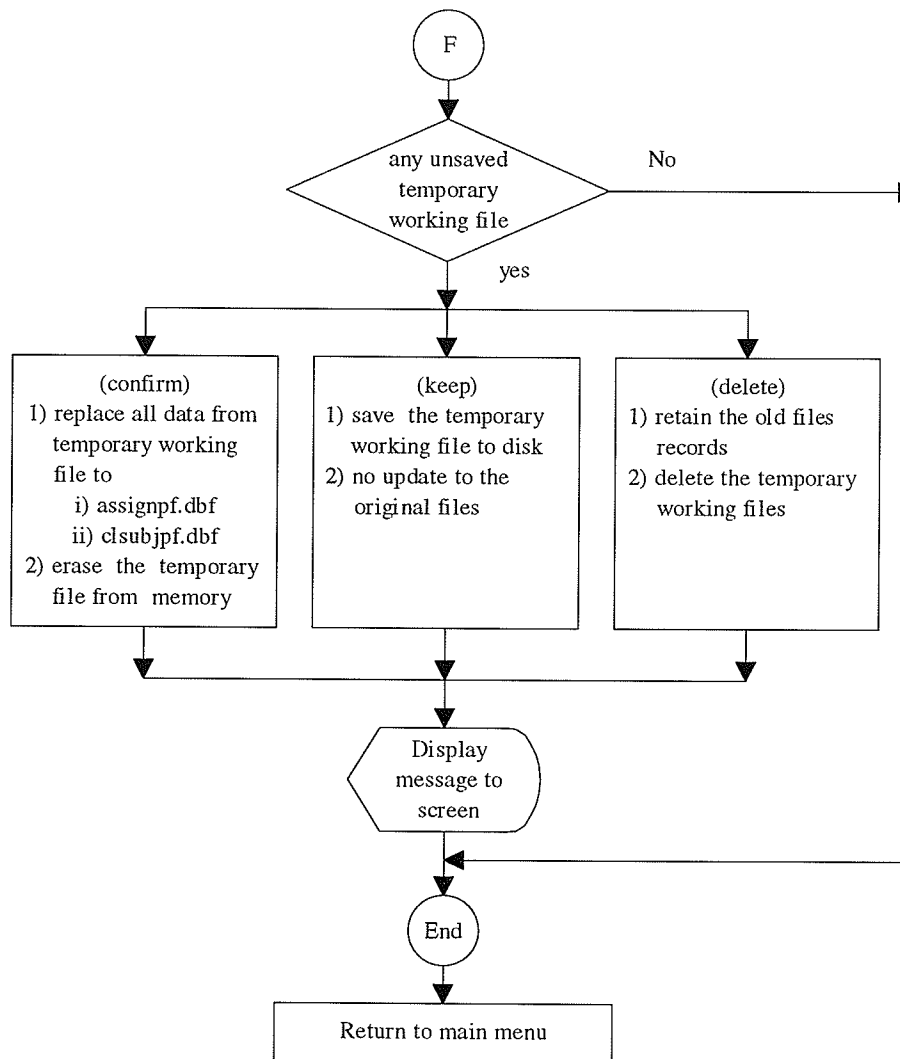 F
any unsaved
temporary
working file
No
yes
(confirm)
1) replace all data from
temporary working
file to
i) assignpf.dbf
ii) clsubjpf.dbf
2) erase the temporary
file from memory
(keep)
1) save the temporary
working file to disk
2) no update to the
original files
(delete)
1) retain the old files
records
2) delete the temporary
working files
Display
message to
screen
End
Return to main menu